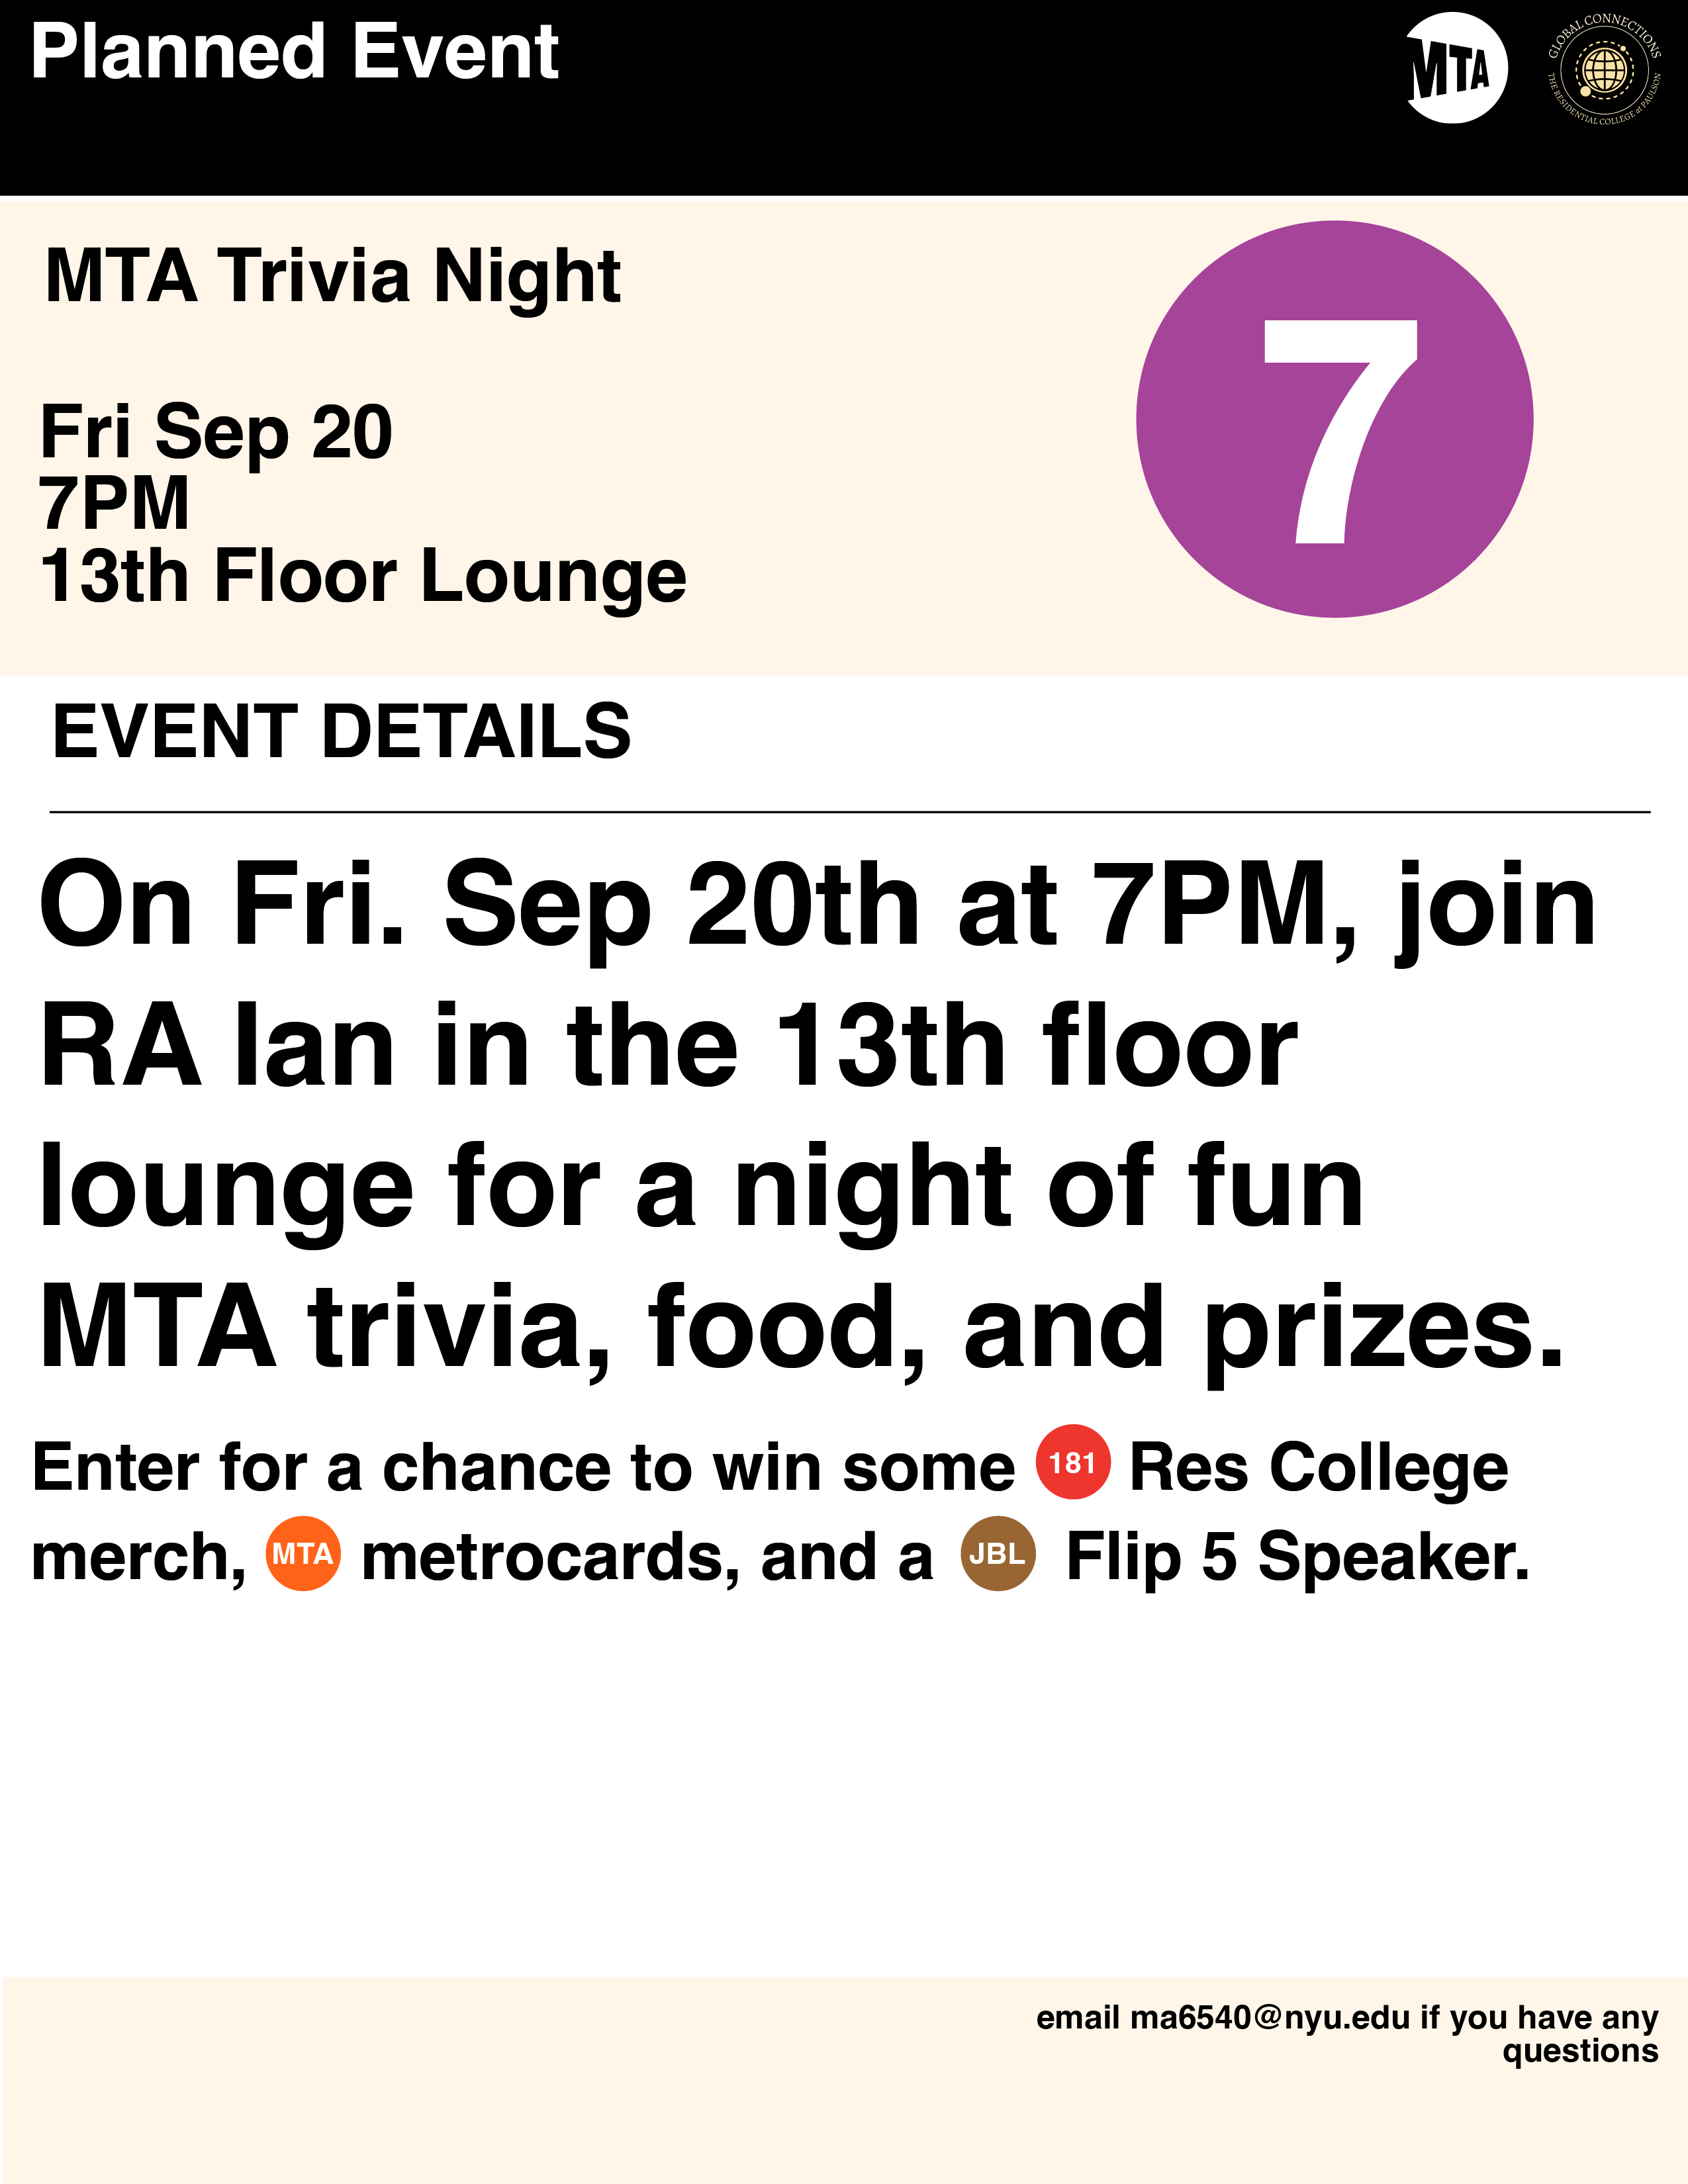 Planned Event
MTA
GLOBAL CONNECTIONS
THE RESIDENTIAL COLLEGE at PAULSON
MTA Trivia Night
7
Fri Sep 20
7PM
13th Floor Lounge
EVENT DETAILS
On Fri. Sep 20th at 7PM, join
RA Ian in the 13th floor
lounge for a night of fun
MTA trivia, food, and prizes.
Enter for a chance to win some 181 Res College
merch, MTA metrocards, and a JBL Flip 5 Speaker.
email ma6540@nyu.edu if you have any
questions